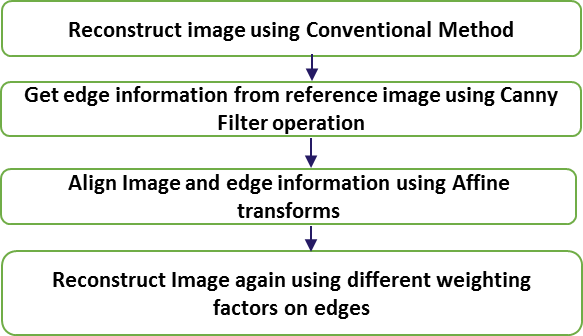 Reconstruct image using Conventional Method
Get edge information from reference image using Canny
Filter operation
Align Image and edge information using Affine
transforms
Reconstruct Image again using different weighting
factors on edges